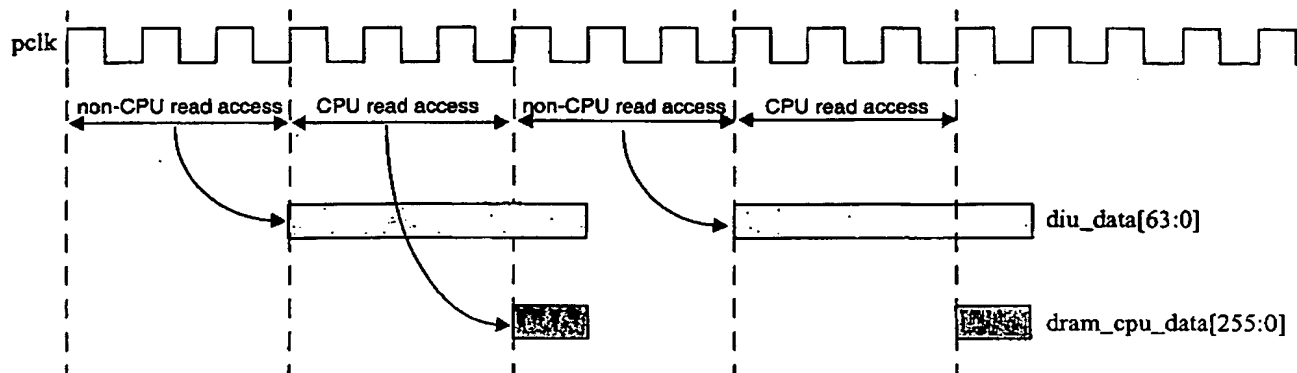 pclk
non-CPU read access CPU read access non-CPU read access CPU read access
diu_data[63:0]
dram_cpu_data[255:0]